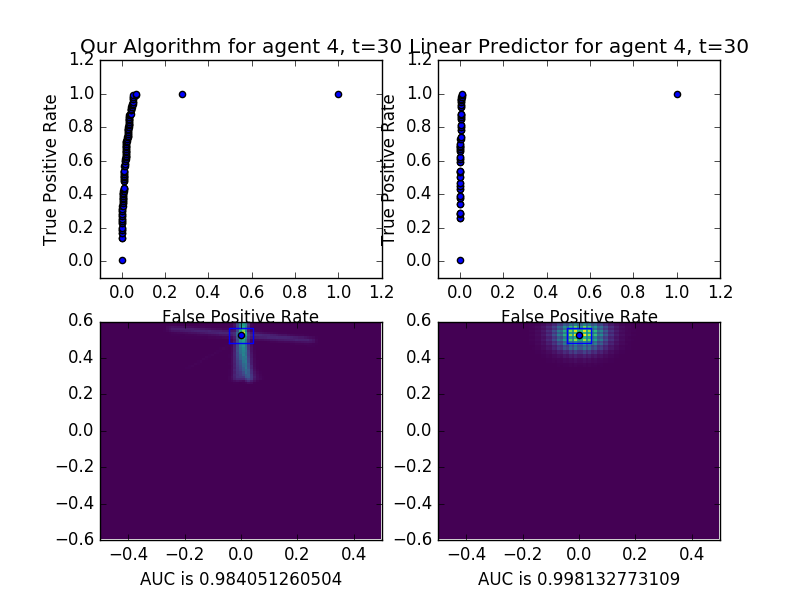 Our Algorithm for agent 4, t=30
Linear Predictor for agent 4, t=30
True Positive Rate
1.2
1.0
0.8
0.6
0.4
0.2
0.0
0.0 0.2 0.4 0.6 0.8 1.0 1.2
False Positive Rate
True Positive Rate
1.2
1.0
0.8
0.6
0.4
0.2
0.0
0.0 0.2 0.4 0.6 0.8 1.0 1.2
False Positive Rate
0.6
0.4
0.2
0.0
−0.2
−0.4
−0.6
−0.4 −0.2 0.0 0.2 0.4
AUC is 0.984051260504
0.6
0.4
0.2
0.0
−0.2
−0.4
−0.6
−0.4 −0.2 0.0 0.2 0.4
AUC is 0.998132773109